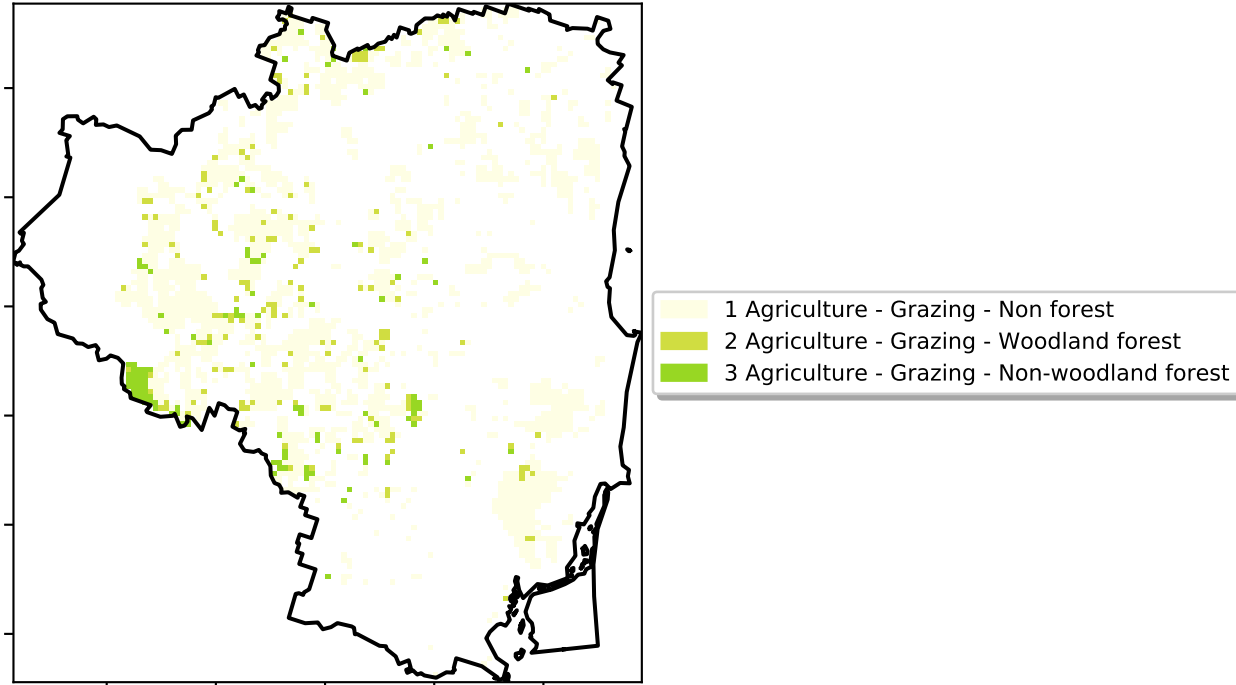 1 Agriculture - Grazing - Non forest
2 Agriculture - Grazing - Woodland forest
3 Agriculture - Grazing - Non-woodland forest